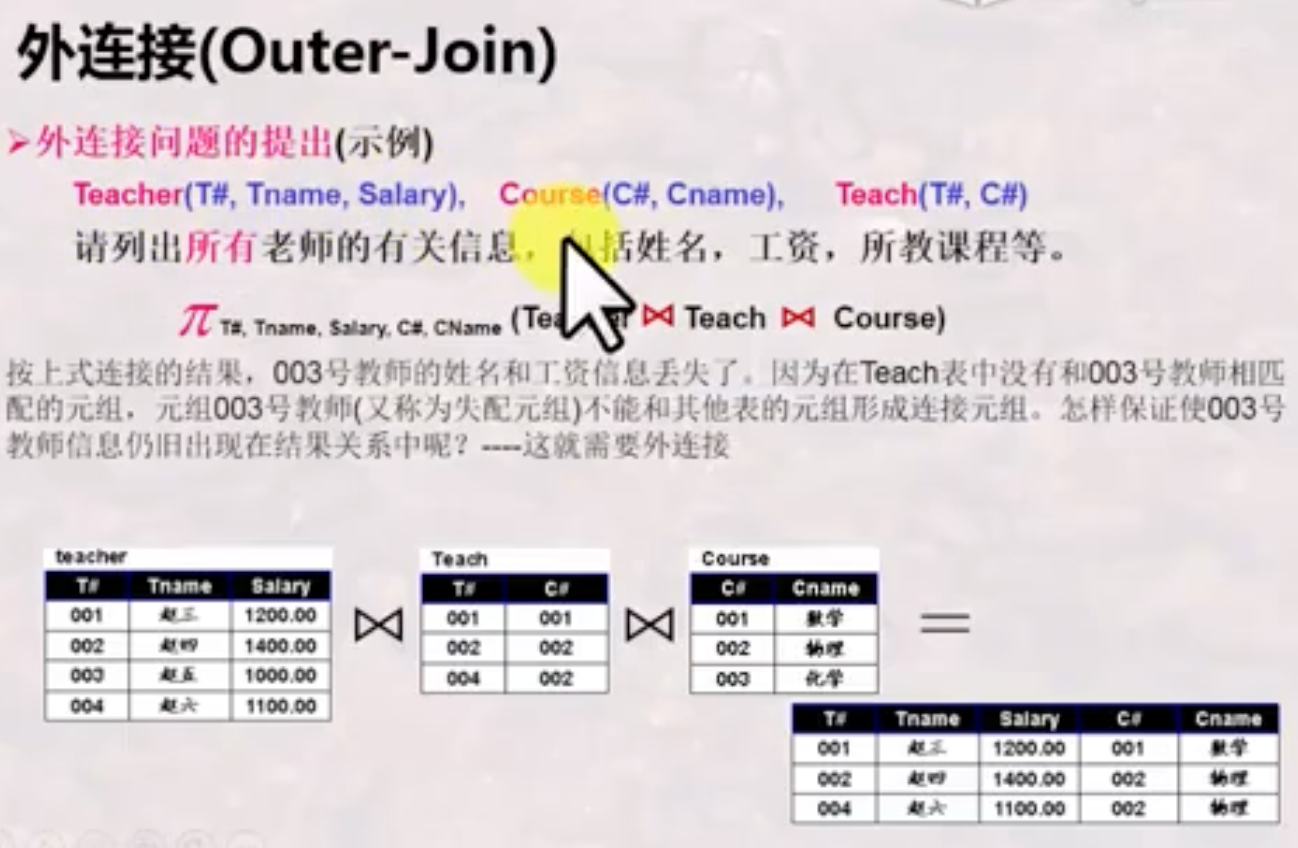 外连接(Outer-Join)
➢外连接问题的提出(示例)
Teacher(T#, Tname, Salary), Course(C#, Cname), Teach(T#, C#)
请列出所有老师的有关信息，包括姓名，工资，所教课程等。
π T#, Tname, Salary, C#, CName (Teacher ⋈ Teach ⋈ Course)
按上式连接的结果，003号教师的姓名和工资信息丢失了。因为在Teach表中没有和003号教师相匹
配的元组，元组003号教师(又称为失配元组)不能和其他表的元组形成连接元组。怎样保证使003号
教师信息仍旧出现在结果关系中呢？----这就需要外连接
teacher
T# Tname Salary
001 赵三 1200.00
002 赵四 1400.00
003 赵五 1000.00
004 赵六 1100.00
⋈
Teach
T# C#
001 001
002 002
004 002
⋈
Course
C# Cname
001 数学
002 物理
003 化学
=
T# Tname Salary C# Cname
001 赵三 1200.00 001 数学
002 赵四 1400.00 002 物理
004 赵六 1100.00 002 物理